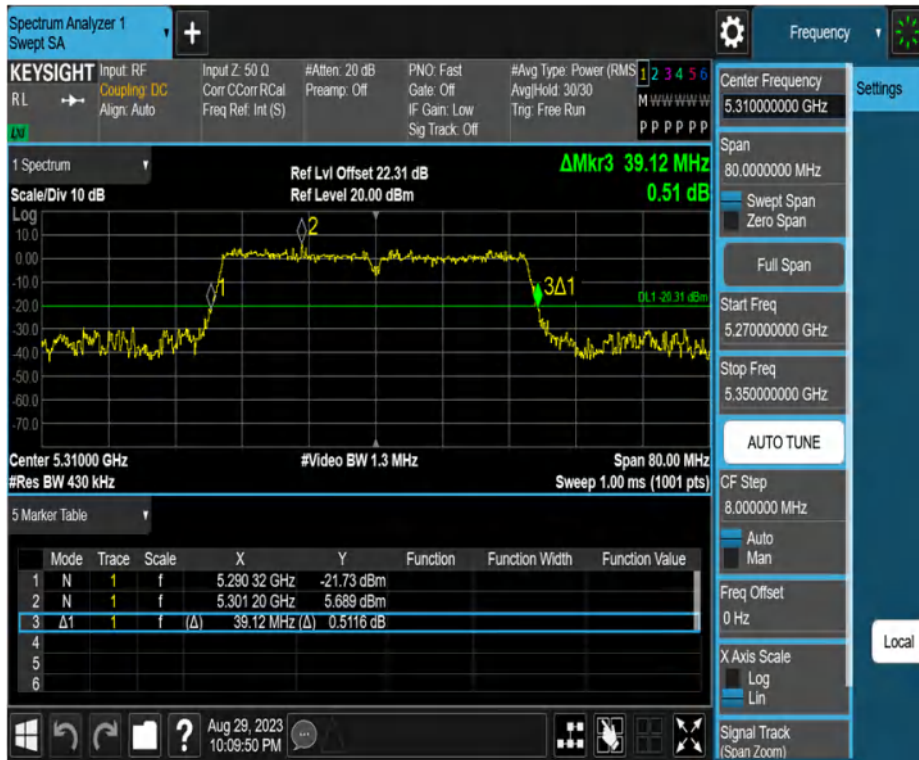 Spectrum Analyzer 1
Swept SA
+
Frequency
KEYSIGHT
RL
LXI
Input: RF
Coupling: DC
Align: Auto
Input Z: 50 Ω
Corr CCorr RCal
Freq Ref: Int (S)
#Atten: 20 dB
Preamp: Off
PNO: Fast
Gate: Off
IF Gain: Low
Sig Track: Off
#Avg Type: Power (RMS
Avg|Hold: 30/30
Trig: Free Run
1 2 3 4 5 6
M W W W W W
P P P P P P
1 Spectrum
Scale/Div 10 dB
Ref Lvl Offset 22.31 dB
Ref Level 20.00 dBm
ΔMkr3 39.12 MHz
0.51 dB
Log
10.0
0.00
-10.0
-20.0
-30.0
-40.0
-50.0
-60.0
-70.0
1
2
3Δ1
DL1 -20.31 dBm
Center 5.31000 GHz
#Video BW 1.3 MHz
Span 80.00 MHz
#Res BW 430 kHz
Sweep 1.00 ms (1001 pts)
5 Marker Table
Mode Trace Scale X Y Function Function Width Function Value
1 N 1 f 5.290 32 GHz -21.73 dBm
2 N 1 f 5.301 20 GHz 5.689 dBm
3 Δ1 1 f (Δ) 39.12 MHz (Δ) 0.5116 dB
4
5
6
?
Aug 29, 2023
10:09:50 PM
Center Frequency
5.310000000 GHz
Span
80.0000000 MHz
Swept Span
Zero Span
Full Span
Start Freq
5.270000000 GHz
Stop Freq
5.350000000 GHz
AUTO TUNE
CF Step
8.000000 MHz
Auto
Man
Freq Offset
0 Hz
X Axis Scale
Log
Lin
Signal Track
(Span Zoom)
Settings
Local